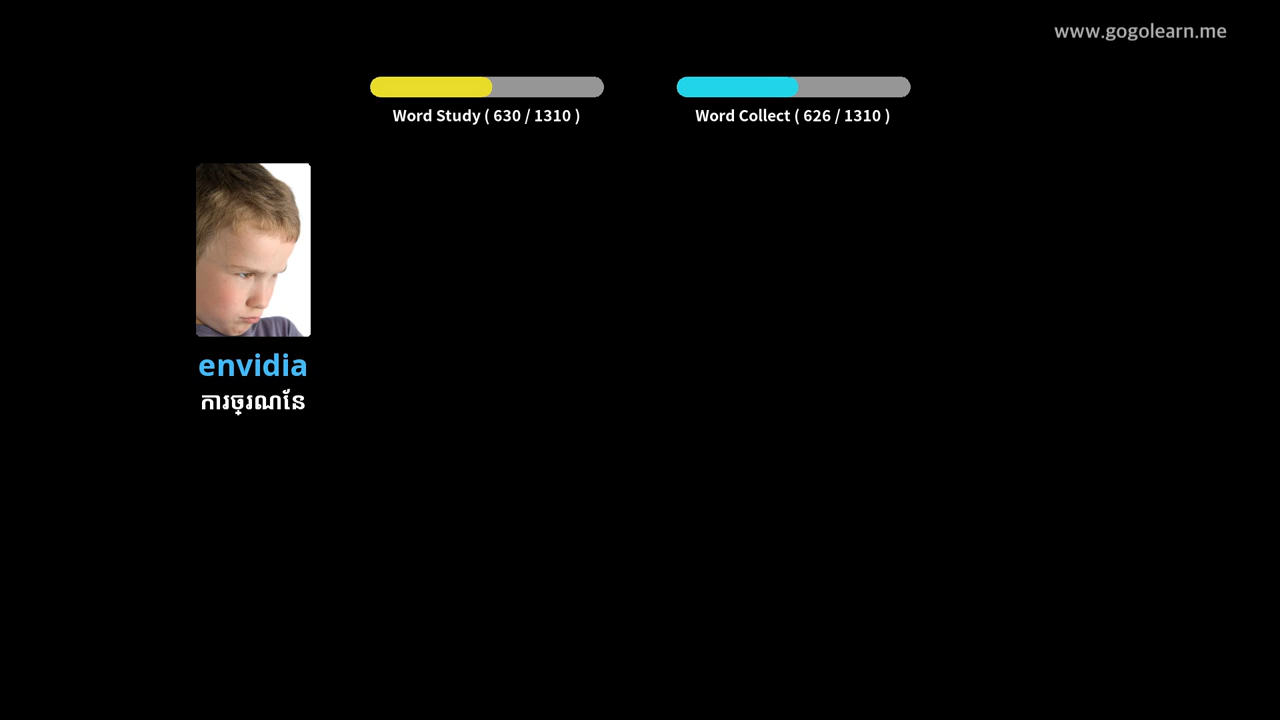 www.gogolearn.me
Word Study ( 630 / 1310 )
Word Collect ( 626 / 1310 )
envidia
ការច្រណែន